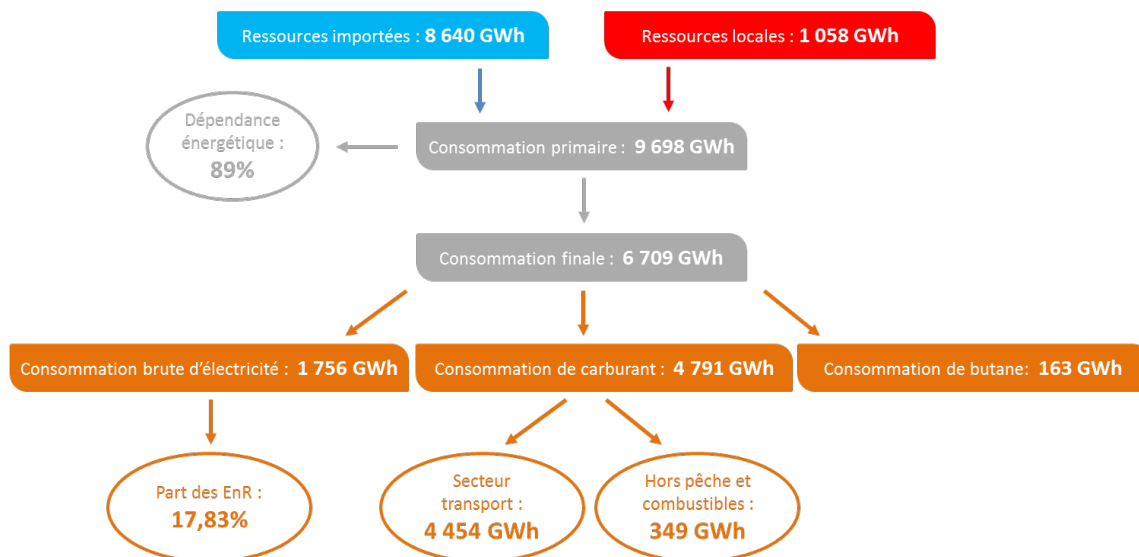 Ressources importées : 8 640 GWh
Ressources locales : 1 058 GWh
Dépendance
énergétique :
89%
Consommation primaire : 9 698 GWh
Consommation finale : 6 709 GWh
Consommation brute d'électricité : 1 756 GWh
Consommation de carburant : 4 791 GWh
Consommation de butane: 163 GWh
Part des EnR :
17,83%
Secteur
transport :
4 454 GWh
Hors pêche et
combustibles :
349 GWh